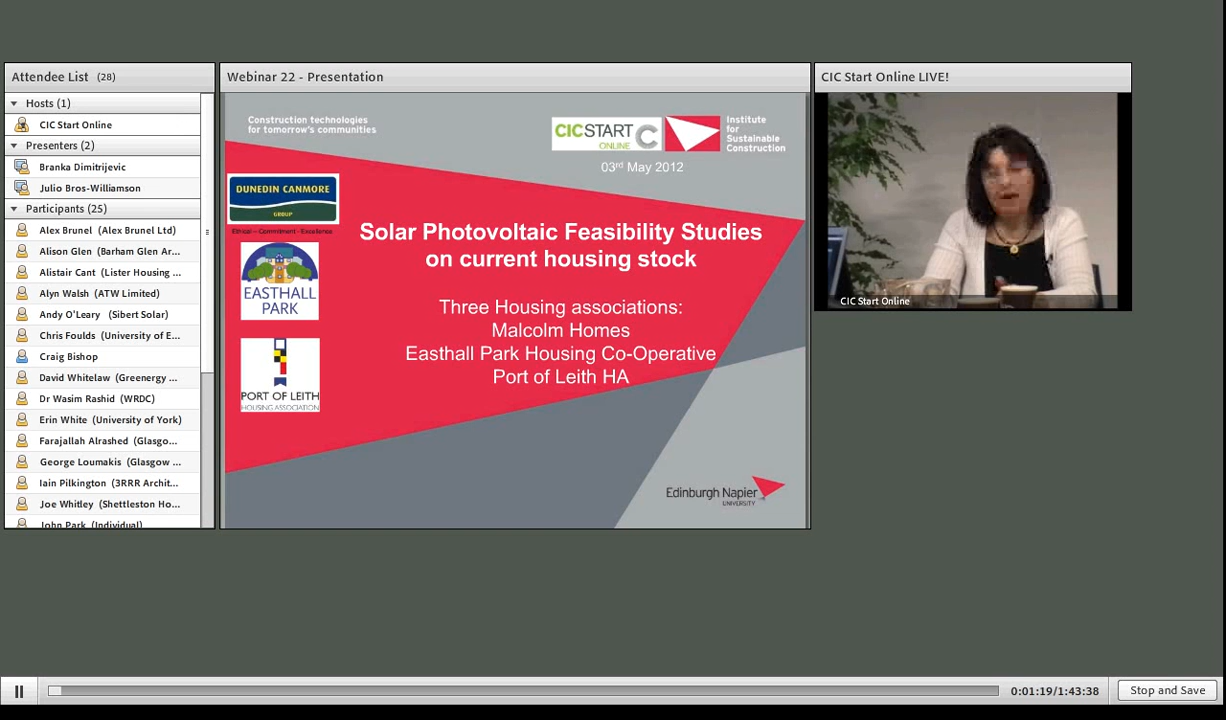 Attendee List (28)
Hosts (1)
CIC Start Online
Presenters (2)
Branka Dimitrijevic
Julio Bros-Williamson
Participants (25)
Alex Brunel (Alex Brunel Ltd)
Alison Glen (Barham Glen Ar...
Alistair Cant (Lister Housing ...
Alyn Walsh (ATW Limited)
Andy O'Leary (Sibert Solar)
Chris Foulds (University of E...
Craig Bishop
David Whitelaw (Greenergy ...
Dr Wasim Rashid (WRDC)
Erin White (University of York)
Farajallah Alrashed (Glasgo...
George Loumakis (Glasgow ...
Iain Pilkington (3RRR Archit...
Joe Whitley (Shettleston Ho...
John Park (Individual)
Webinar 22 - Presentation
Construction technologies
for tomorrow's communities
CICSTART
ONLINE
Institute
for
Sustainable
Construction
03rd May 2012
DUNEDIN CANMORE
GROUP
Ethical – Commitment - Excellence
EASTHALL
PARK
PORT OF LEITH
HOUSING ASSOCIATION
Solar Photovoltaic Feasibility Studies
on current housing stock
Three Housing associations:
Malcolm Homes
Easthall Park Housing Co-Operative
Port of Leith HA
Edinburgh Napier
UNIVERSITY
CIC Start Online LIVE!
CIC Start Online
0:01:19/1:43:38
Stop and Save